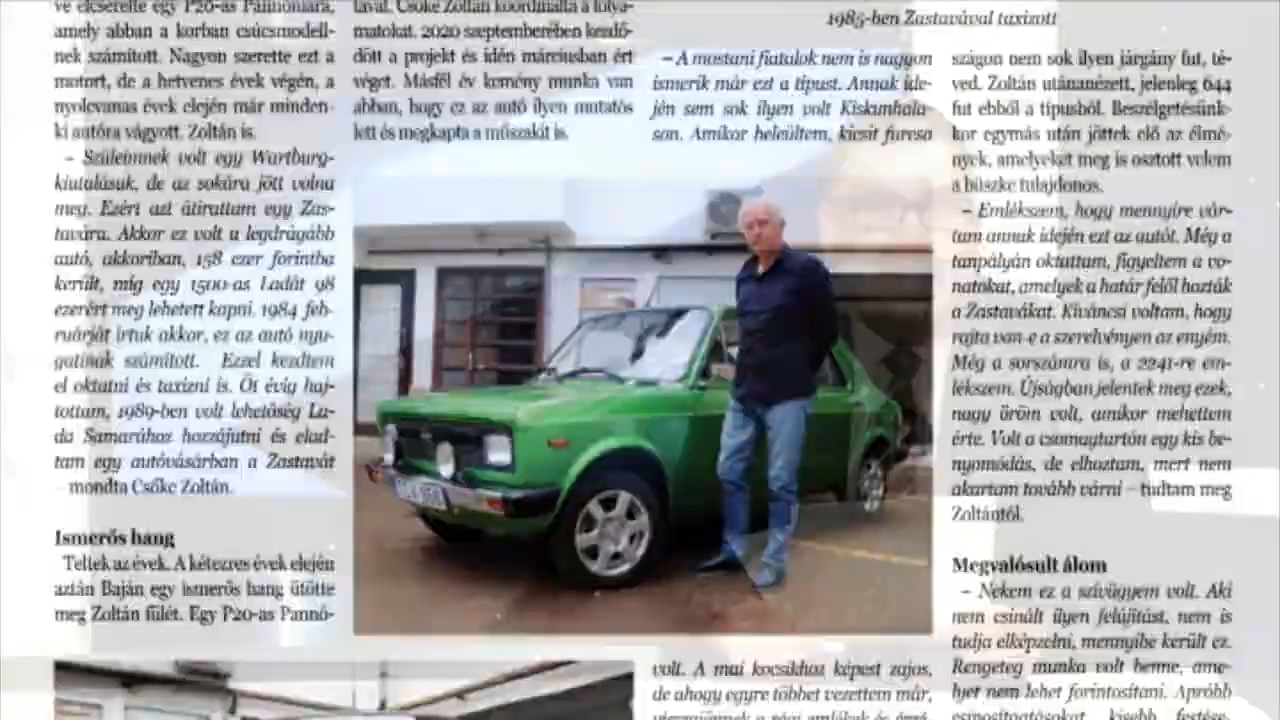 ve elcserélte egy P20-as Pannóniára,
amely abban a korban csúcsmodell-
nek számított. Nagyon szerette ezt a
motort, de a hetvenes évek végén, a
nyolcvanas évek elején már minden-
ki autóra vágyott. Zoltán is.
– Szüleimnek volt egy Wartburg-
kiutalásuk, de az sokára jött volna
meg. Ezért azt átírattam egy Zas-
tavára. Akkor ez volt a legdrágább
autó, akkoriban, 158 ezer forintba
került, míg egy 1500-as Ladát 98
ezerért meg lehetett kapni. 1984 feb-
ruárját írtuk akkor, ez az autó nyu-
gatinak számított. Ezzel kezdtem
el oktatni és taxizni is. Öt évig haj-
tottam, 1989-ben volt lehetőség La-
da Samarához hozzájutni és elad-
tam egy autóvásárban a Zastavát
– mondta Csőke Zoltán.
Ismerős hang
Teltek az évek. A kétezres évek elején
aztán Baján egy ismerős hang ütötte
meg Zoltán fülét. Egy P20-as Pannó-
tával. Csőke Zoltán koordinálta a folya-
matokat. 2020 szeptemberében kezdő-
dött a projekt és idén márciusban ért
véget. Másfél év kemény munka van
abban, hogy ez az autó ilyen mutatós
lett és megkapta a műszakit is.
1985-ben Zastavával taxizott
– A mostani fiatalok nem is nagyon
ismerik már ezt a típust. Annak ide-
jén sem sok ilyen volt Kiskunhala-
son. Amikor beleültem, kicsit furcsa
volt. A mai kocsikhoz képest zajos,
de ahogy egyre többet vezettem már,
szágon nem sok ilyen járgány fut, té-
ved. Zoltán utánanézett, jelenleg 644
fut ebből a típusból. Beszélgetésünk-
kor egymás után jöttek elő az élmé-
nyek, amelyeket meg is osztott velem
a büszke tulajdonos.
– Emlékszem, hogy mennyire vár-
tam annak idején ezt az autót. Még a
tanpályán oktattam, figyeltem a vo-
natokat, amelyek a határ felől hozták
a Zastavákat. Kíváncsi voltam, hogy
rajta van-e a szerelvényen az enyém.
Még a sorszámra is, a 2241-re em-
lékszem. Újságban jelentek meg ezek,
nagy öröm volt, amikor mehettem
érte. Volt a csomagtartón egy kis be-
nyomódás, de elhoztam, mert nem
akartam tovább várni – tudtam meg
Zoltántól.
Megvalósult álom
– Nekem ez a szívügyem volt. Aki
nem csinált ilyen felújítást, nem is
tudja elképzelni, mennyibe került ez.
Rengeteg munka volt benne, ame-
lyet nem lehet forintosítani. Apróbb